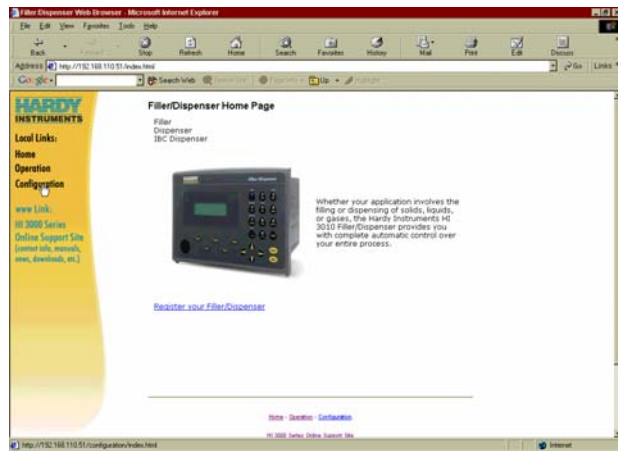 Filler/Dispenser Web Browser - Microsoft Internet Explorer
File Edit View Favorites Tools Help
Back Stop Refresh Home Search Favorites History Mail Print Edit Discuss
Address http://192.168.110.51/index.html Go Links
Google Search Web Up
HARDY
INSTRUMENTS
Local Links:
Home
Operation
Configuration
www Link:
HI 3000 Series
Online Support Site
(contact info, manuals,
news, downloads, etc.)
Filler/Dispenser Home Page
Filler
Dispenser
IBC Dispenser
Whether your application involves the
filling or dispensing of solids, liquids,
or gases, the Hardy Instruments HI
3010 Filler/Dispenser provides you
with complete automatic control over
your entire process.
Register your Filler/Dispenser
Home - Operation - Configuration
HI 3000 Series Online Support Site
http://192.168.110.51/configuration/index.html
Internet